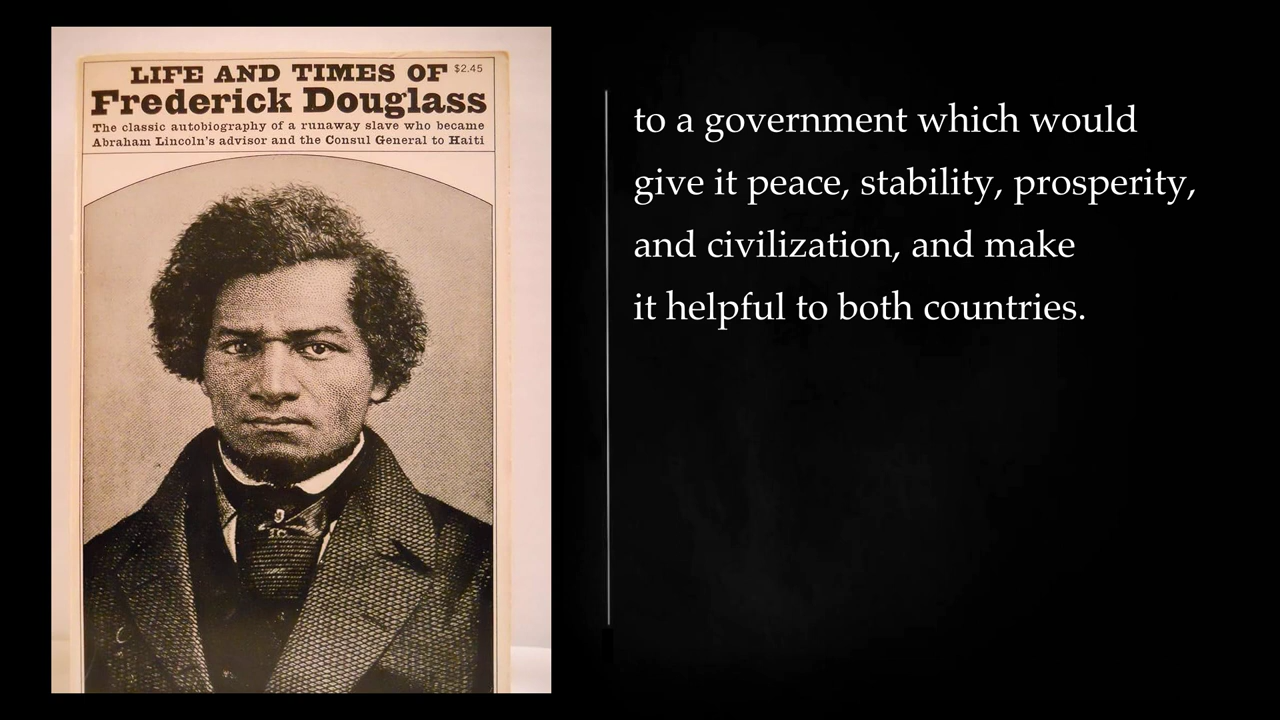 LIFE AND TIMES OF $2.45
Frederick Douglass
The classic autobiography of a runaway slave who became
Abraham Lincoln's advisor and the Consul General to Haiti
to a government which would
give it peace, stability, prosperity,
and civilization, and make
it helpful to both countries.